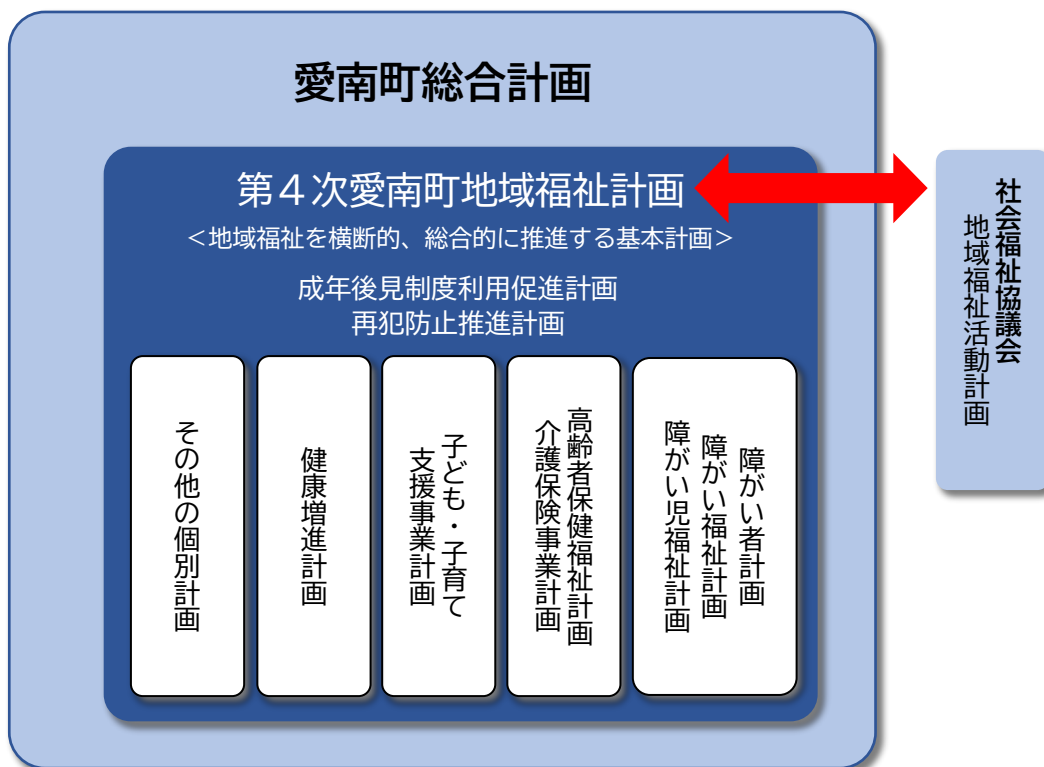 愛南町総合計画
第４次愛南町地域福祉計画
＜地域福祉を横断的、総合的に推進する基本計画＞
成年後見制度利用促進計画
再犯防止推進計画
障がい者計画
障がい福祉計画
障がい児福祉計画
高齢者保健福祉計画
介護保険事業計画
子ども・子育て
支援事業計画
健康増進計画
その他の個別計画
社会福祉協議会
地域福祉活動計画